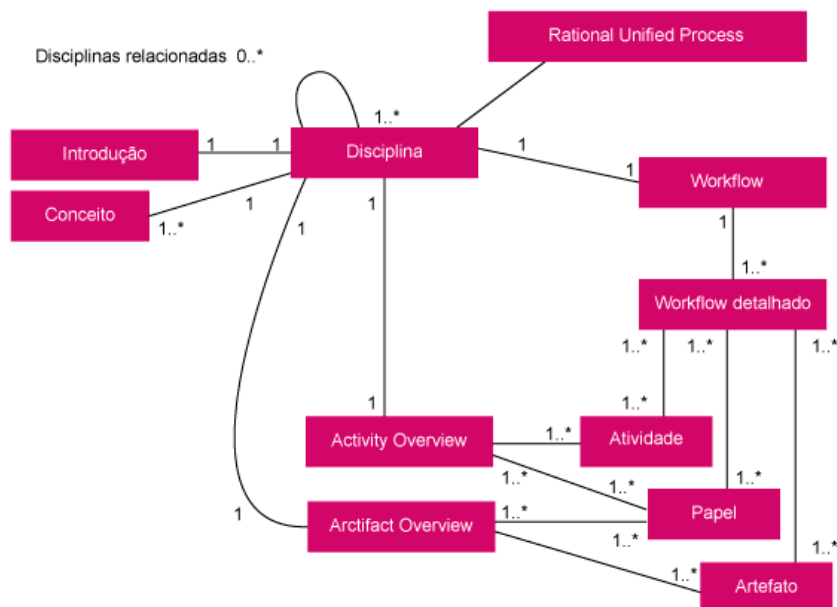 Rational Unified Process
Disciplinas relacionadas 0..*
1..*
Introdução
1
1
Disciplina
1
1
Workflow
Conceito
1..*
1
1
1
1
1..*
Workflow detalhado
1..*
1..*
1..*
1
1..*
Activity Overview
1..*
Atividade
1..*
1..*
1..*
Papel
1
Arctifact Overview
1..*
1..*
1..*
1..*
Artefato